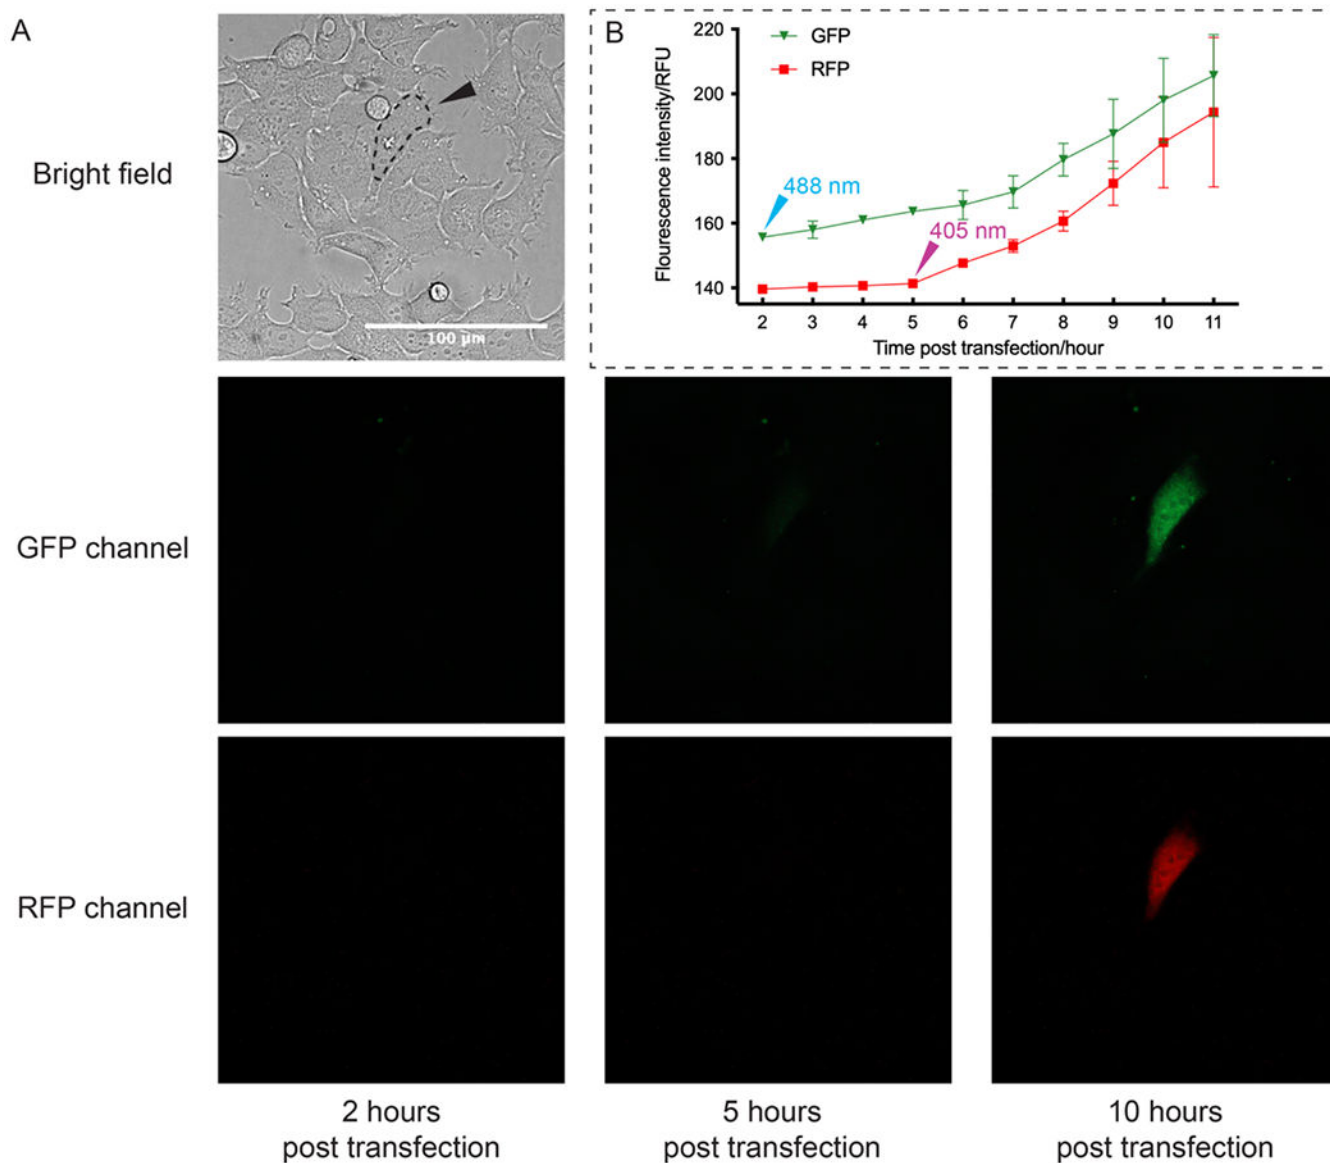 A
Bright field
100 µm
B
GFP
RFP
Flourescence intensity/RFU
220
200
180
160
140
488 nm
405 nm
2 3 4 5 6 7 8 9 10 11
Time post transfection/hour
GFP channel
RFP channel
2 hours
post transfection
5 hours
post transfection
10 hours
post transfection